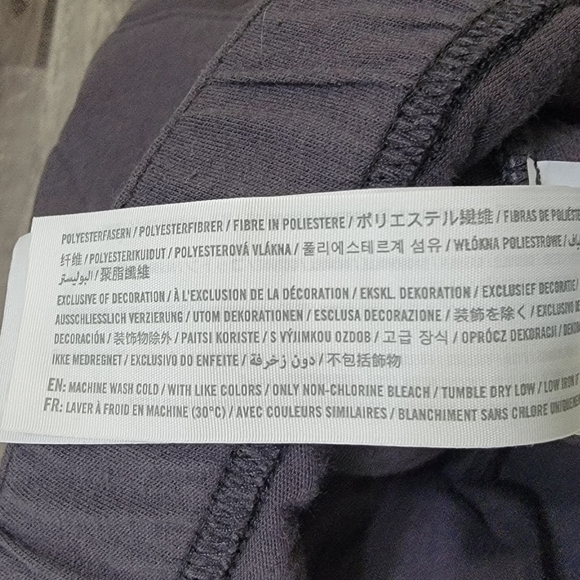 POLYESTERFASERN / POLYESTERFIBRER / FIBRE IN POLIESTERE / ポリエステル繊維 / FIBRAS DE
纤维 / POLYESTERIKUIDUT / POLYESTEROVÁ VLÁKNA / 폴리에스테르계 섬유 / WŁÓKNA POLIESTROWE /
البوليستر / 聚脂纖維
EXCLUSIVE OF DECORATION / À L'EXCLUSION DE LA DÉCORATION / EKSKL. DEKORATION / EXCLUSIEF DECORATIE/
AUSSCHLIESSLICH VERZIERUNG / UTOM DEKORATIONEN / ESCLUSA DECORAZIONE / 装飾を除く / EXCLUSIVO DE
DECORACIÓN / 装饰物除外 / PAITSI KORISTE / S VÝJIMKOU OZDOB / 고급 장식 / OPRÓCZ DEKORACJI /
IKKE MEDREGNET / EXCLUSIVO DO ENFEITE / دون زخرفة / 不包括飾物
EN: MACHINE WASH COLD / WITH LIKE COLORS / ONLY NON-CHLORINE BLEACH / TUMBLE DRY LOW / LOW IRON
FR: LAVER À FROID EN MACHINE (30°C) / AVEC COULEURS SIMILAIRES / BLANCHIMENT SANS CHLORE